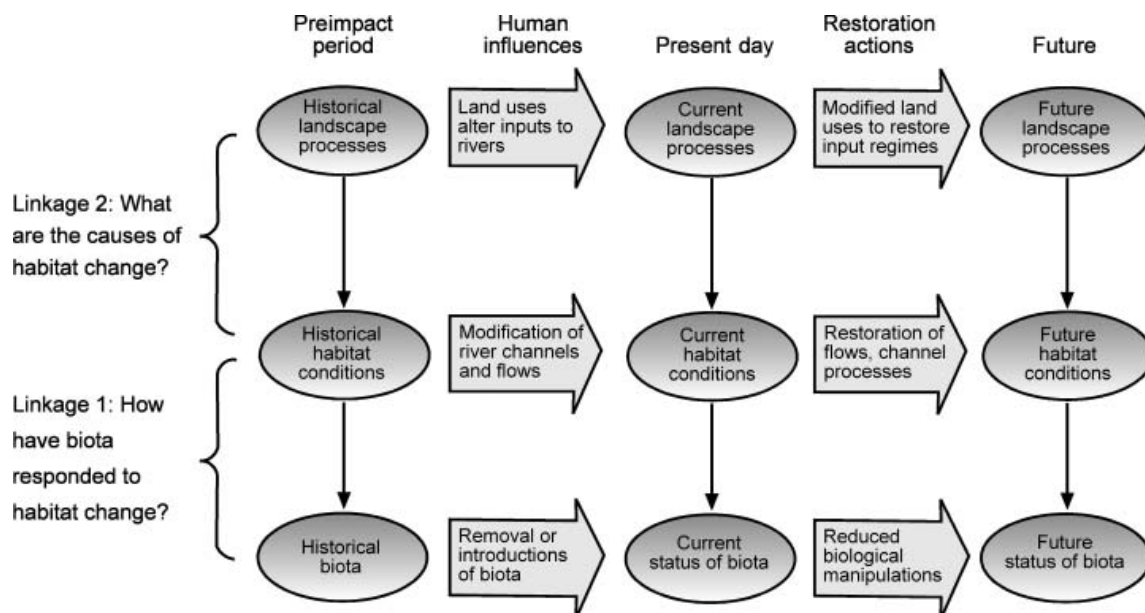 Preimpact
period
Human
influences
Present day
Restoration
actions
Future
Historical
landscape
processes
Land uses
alter inputs to
rivers
Current
landscape
processes
Modified land
uses to restore
input regimes
Future
landscape
processes
Linkage 2: What
are the causes of
habitat change?
Historical
habitat
conditions
Modification of
river channels
and flows
Current
habitat
conditions
Restoration of
flows, channel
processes
Future
habitat
conditions
Linkage 1: How
have biota
responded to
habitat change?
Historical
biota
Removal or
introductions
of biota
Current
status of biota
Reduced
biological
manipulations
Future
status of biota